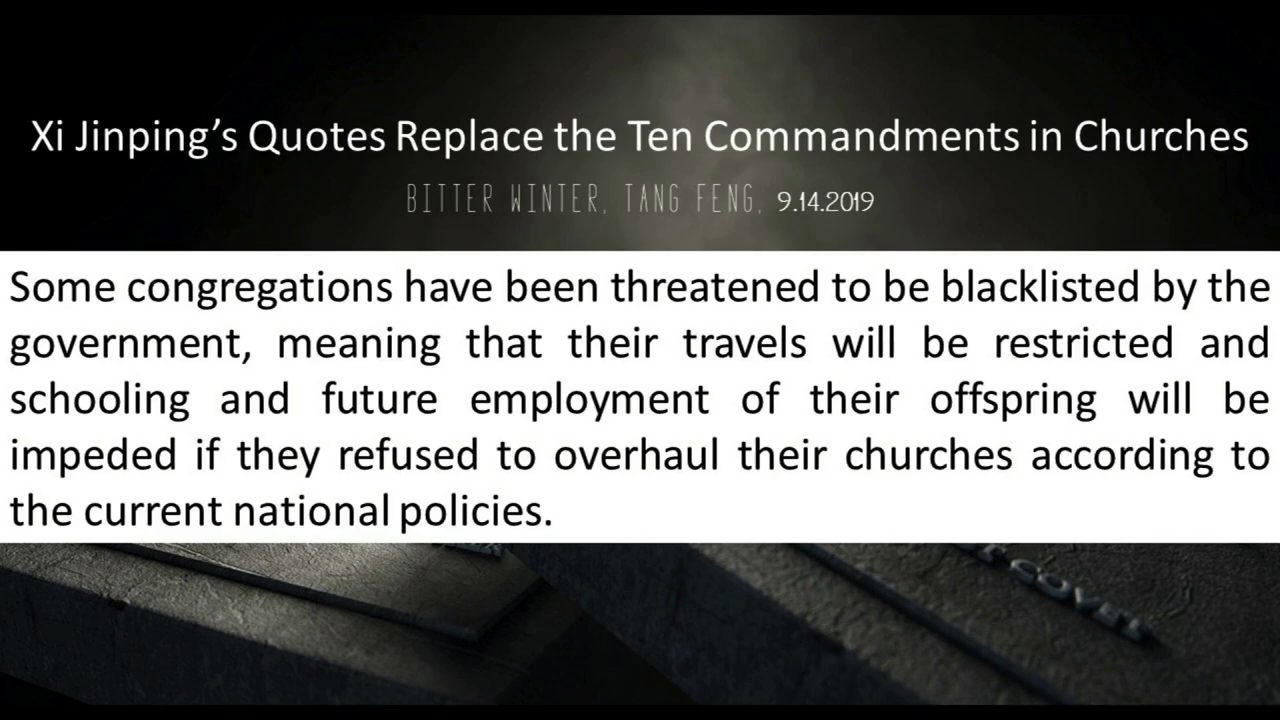 Xi Jinping’s Quotes Replace the Ten Commandments in Churches
BITTER WINTER, TANG FENG, 9.14.2019
Some congregations have been threatened to be blacklisted by the
government, meaning that their travels will be restricted and
schooling and future employment of their offspring will be
impeded if they refused to overhaul their churches according to
the current national policies.
COVET